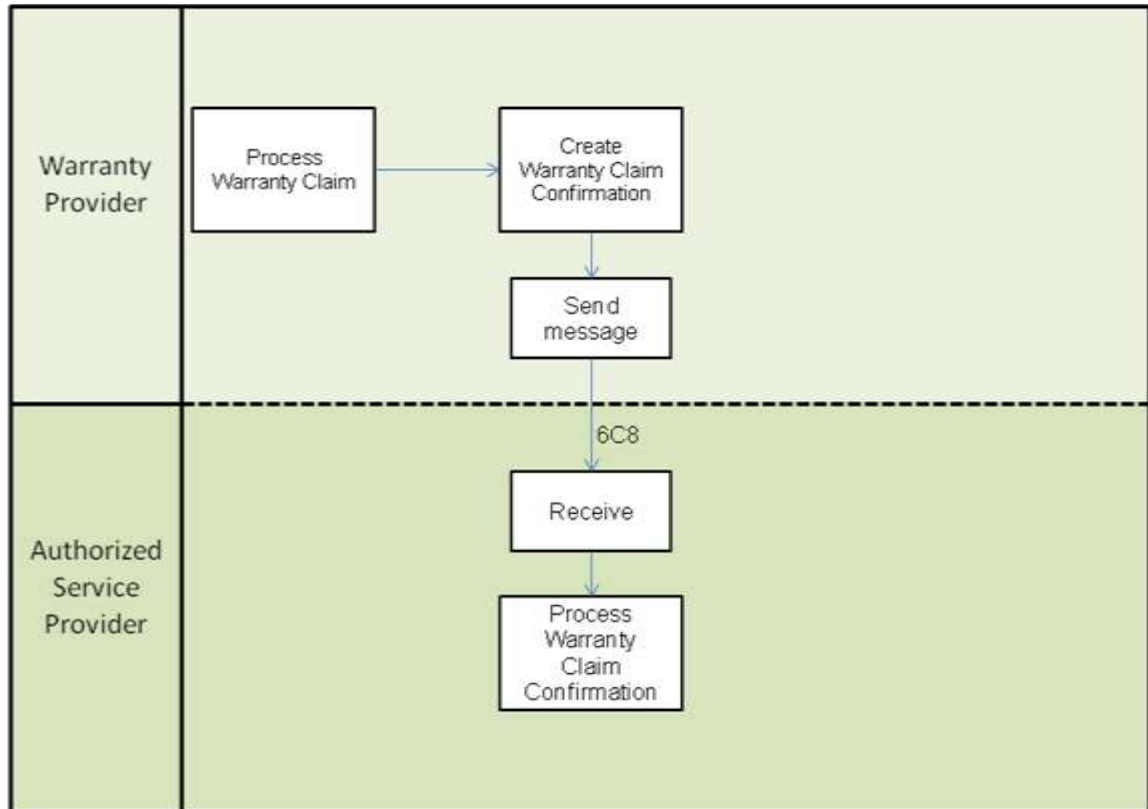 Warranty
Provider
Process
Warranty Claim
Create
Warranty Claim
Confirmation
Send
message
6C8
Authorized
Service
Provider
Receive
Process
Warranty
Claim
Confirmation